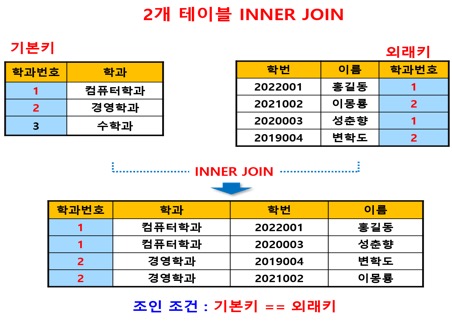 2개 테이블 INNER JOIN
기본키
외래키
학과번호 학과
1 컴퓨터학과
2 경영학과
3 수학과
학번 이름 학과번호
2022001 홍길동 1
2021002 이몽룡 2
2020003 성춘향 1
2019004 변학도 2
INNER JOIN
학과번호 학과 학번 이름
1 컴퓨터학과 2022001 홍길동
1 컴퓨터학과 2020003 성춘향
2 경영학과 2019004 변학도
2 경영학과 2021002 이몽룡
조인 조건 : 기본키 == 외래키